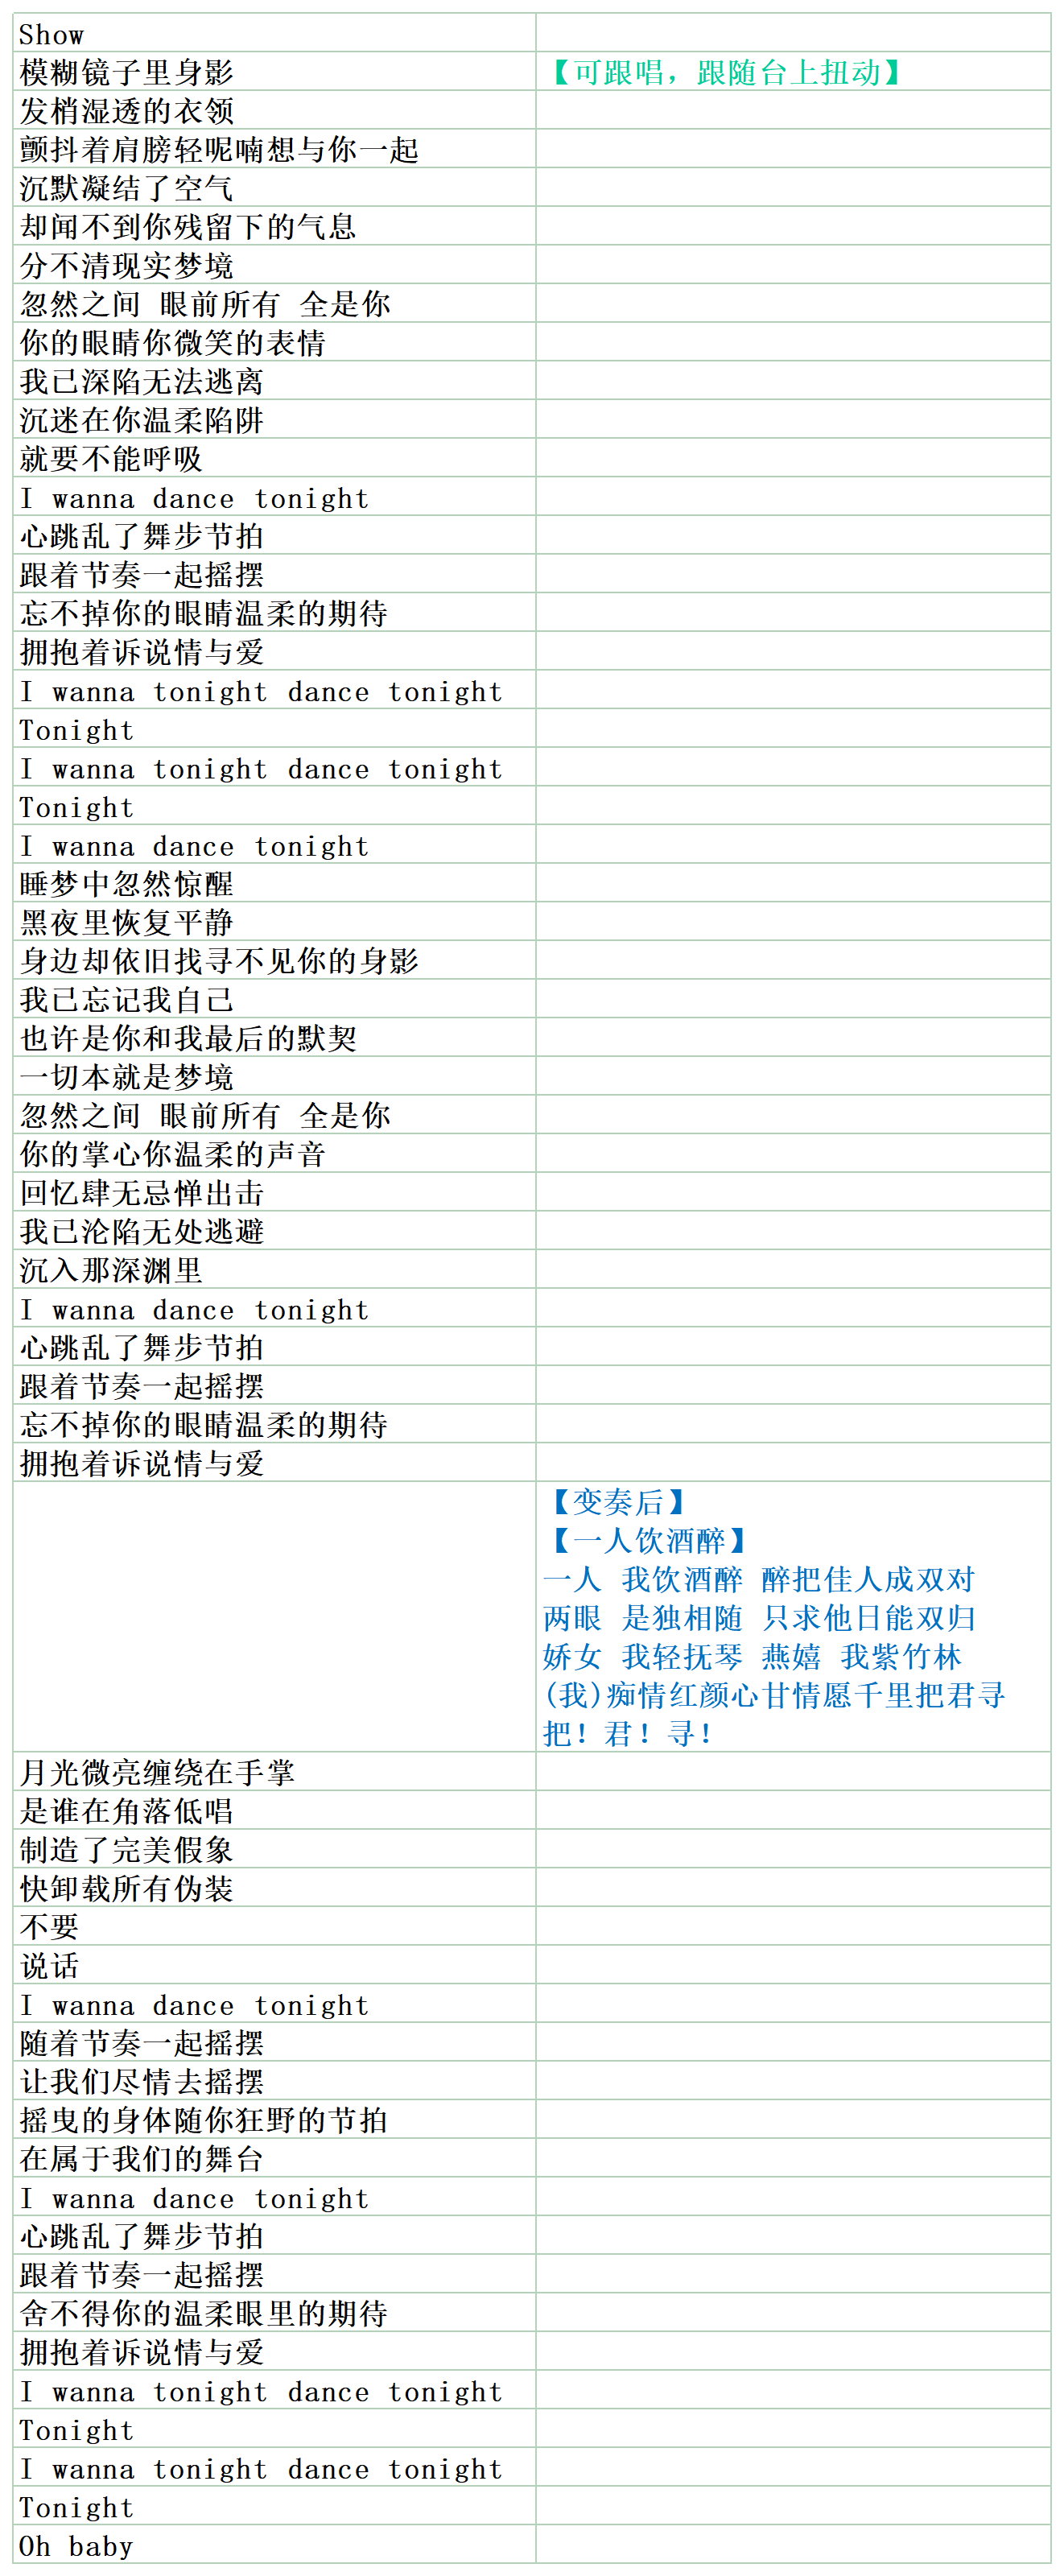 Show
模糊镜子里身影 【可跟唱，跟随台上扭动】
发梢湿透的衣领
颤抖着肩膀轻呢喃想与你一起
沉默凝结了空气
却闻不到你残留下的气息
分不清现实梦境
忽然之间 眼前所有 全是你
你的眼睛你微笑的表情
我已深陷无法逃离
沉迷在你温柔陷阱
就要不能呼吸
I wanna dance tonight
心跳乱了舞步节拍
跟着节奏一起摇摆
忘不掉你的眼睛温柔的期待
拥抱着诉说情与爱
I wanna tonight dance tonight
Tonight
I wanna tonight dance tonight
Tonight
I wanna dance tonight
睡梦中忽然惊醒
黑夜里恢复平静
身边却依旧找寻不见你的身影
我已忘记我自己
也许是你和我最后的默契
一切本就是梦境
忽然之间 眼前所有 全是你
你的掌心你温柔的声音
回忆肆无忌惮出击
我已沦陷无处逃避
沉入那深渊里
I wanna dance tonight
心跳乱了舞步节拍
跟着节奏一起摇摆
忘不掉你的眼睛温柔的期待
拥抱着诉说情与爱
【变奏后】
【一人饮酒醉】
一人 我饮酒醉 醉把佳人成双对
两眼 是独相随 只求他日能双归
娇女 我轻抚琴 燕嬉 我紫竹林
(我)痴情红颜心甘情愿千里把君寻
把！君！寻！
月光微亮缠绕在手掌
是谁在角落低唱
制造了完美假象
快卸载所有伪装
不要
说话
I wanna dance tonight
随着节奏一起摇摆
让我们尽情去摇摆
摇曳的身体随你狂野的节拍
在属于我们的舞台
I wanna dance tonight
心跳乱了舞步节拍
跟着节奏一起摇摆
舍不得你的温柔眼里的期待
拥抱着诉说情与爱
I wanna tonight dance tonight
Tonight
I wanna tonight dance tonight
Tonight
Oh baby